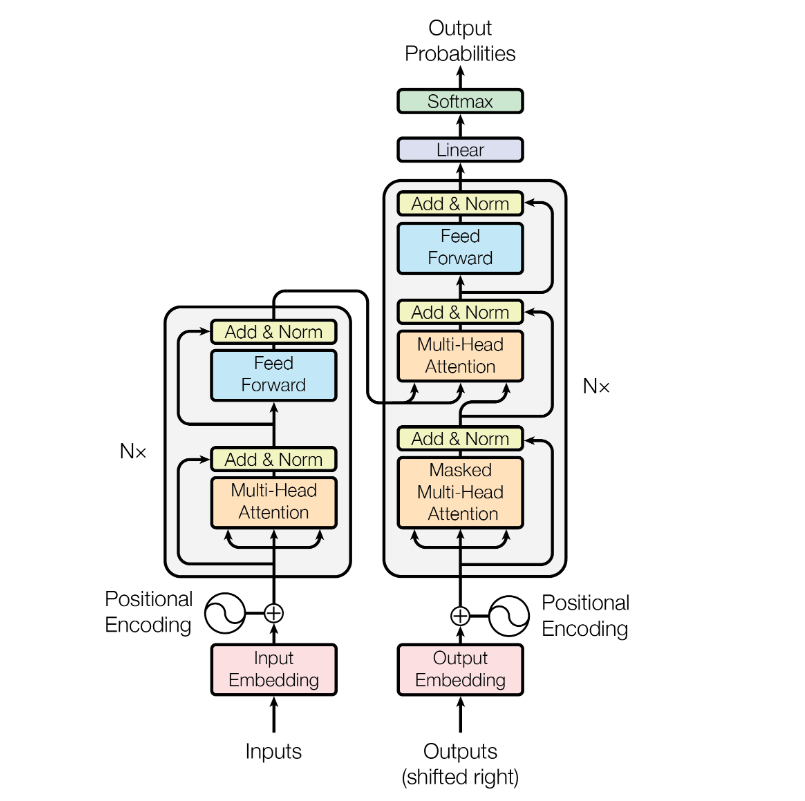 Output
Probabilities
Softmax
Linear
Add & Norm
Feed
Forward
Add & Norm
Multi-Head
Attention
Add & Norm
Masked
Multi-Head
Attention
N×
Add & Norm
Feed
Forward
Add & Norm
Multi-Head
Attention
N×
Positional
Encoding
Positional
Encoding
Input
Embedding
Output
Embedding
Inputs
Outputs
(shifted right)